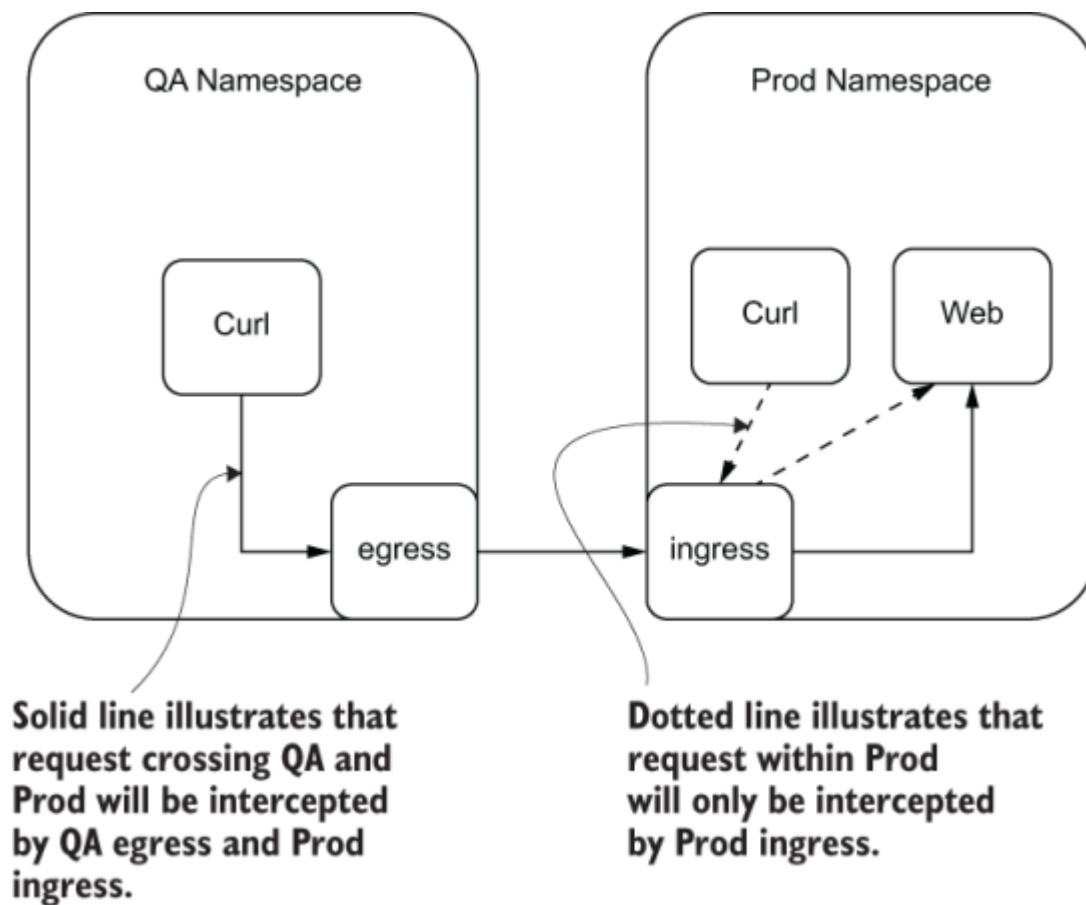 QA Namespace
Prod Namespace
Curl
Curl
Web
egress
ingress
Solid line illustrates that
request crossing QA and
Prod will be intercepted
by QA egress and Prod
ingress.
Dotted line illustrates that
request within Prod
will only be intercepted
by Prod ingress.